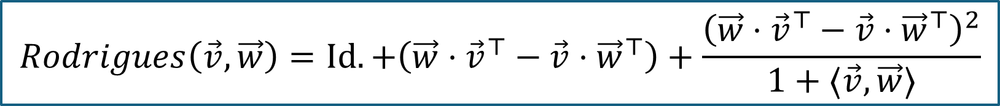 Rodrigues(v⃗, w⃗) = Id. +(w⃗ · v⃗⊤ − v⃗ · w⃗⊤) + (w⃗ · v⃗⊤ − v⃗ · w⃗⊤)² / 1 + ⟨v⃗, w⃗⟩